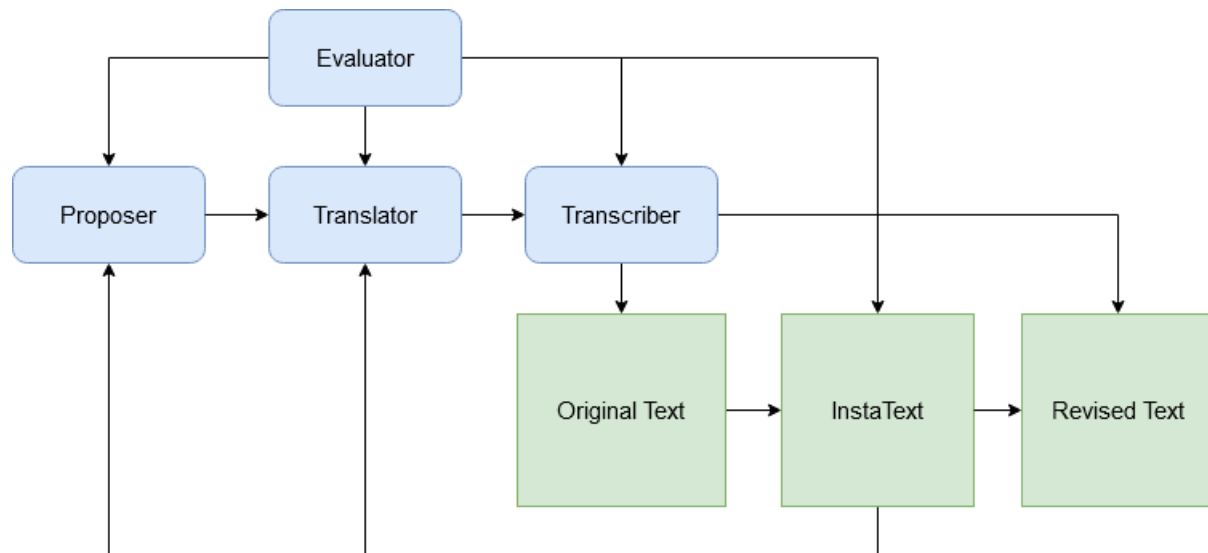 Evaluator
Proposer
Translator
Transcriber
Original Text
InstaText
Revised Text